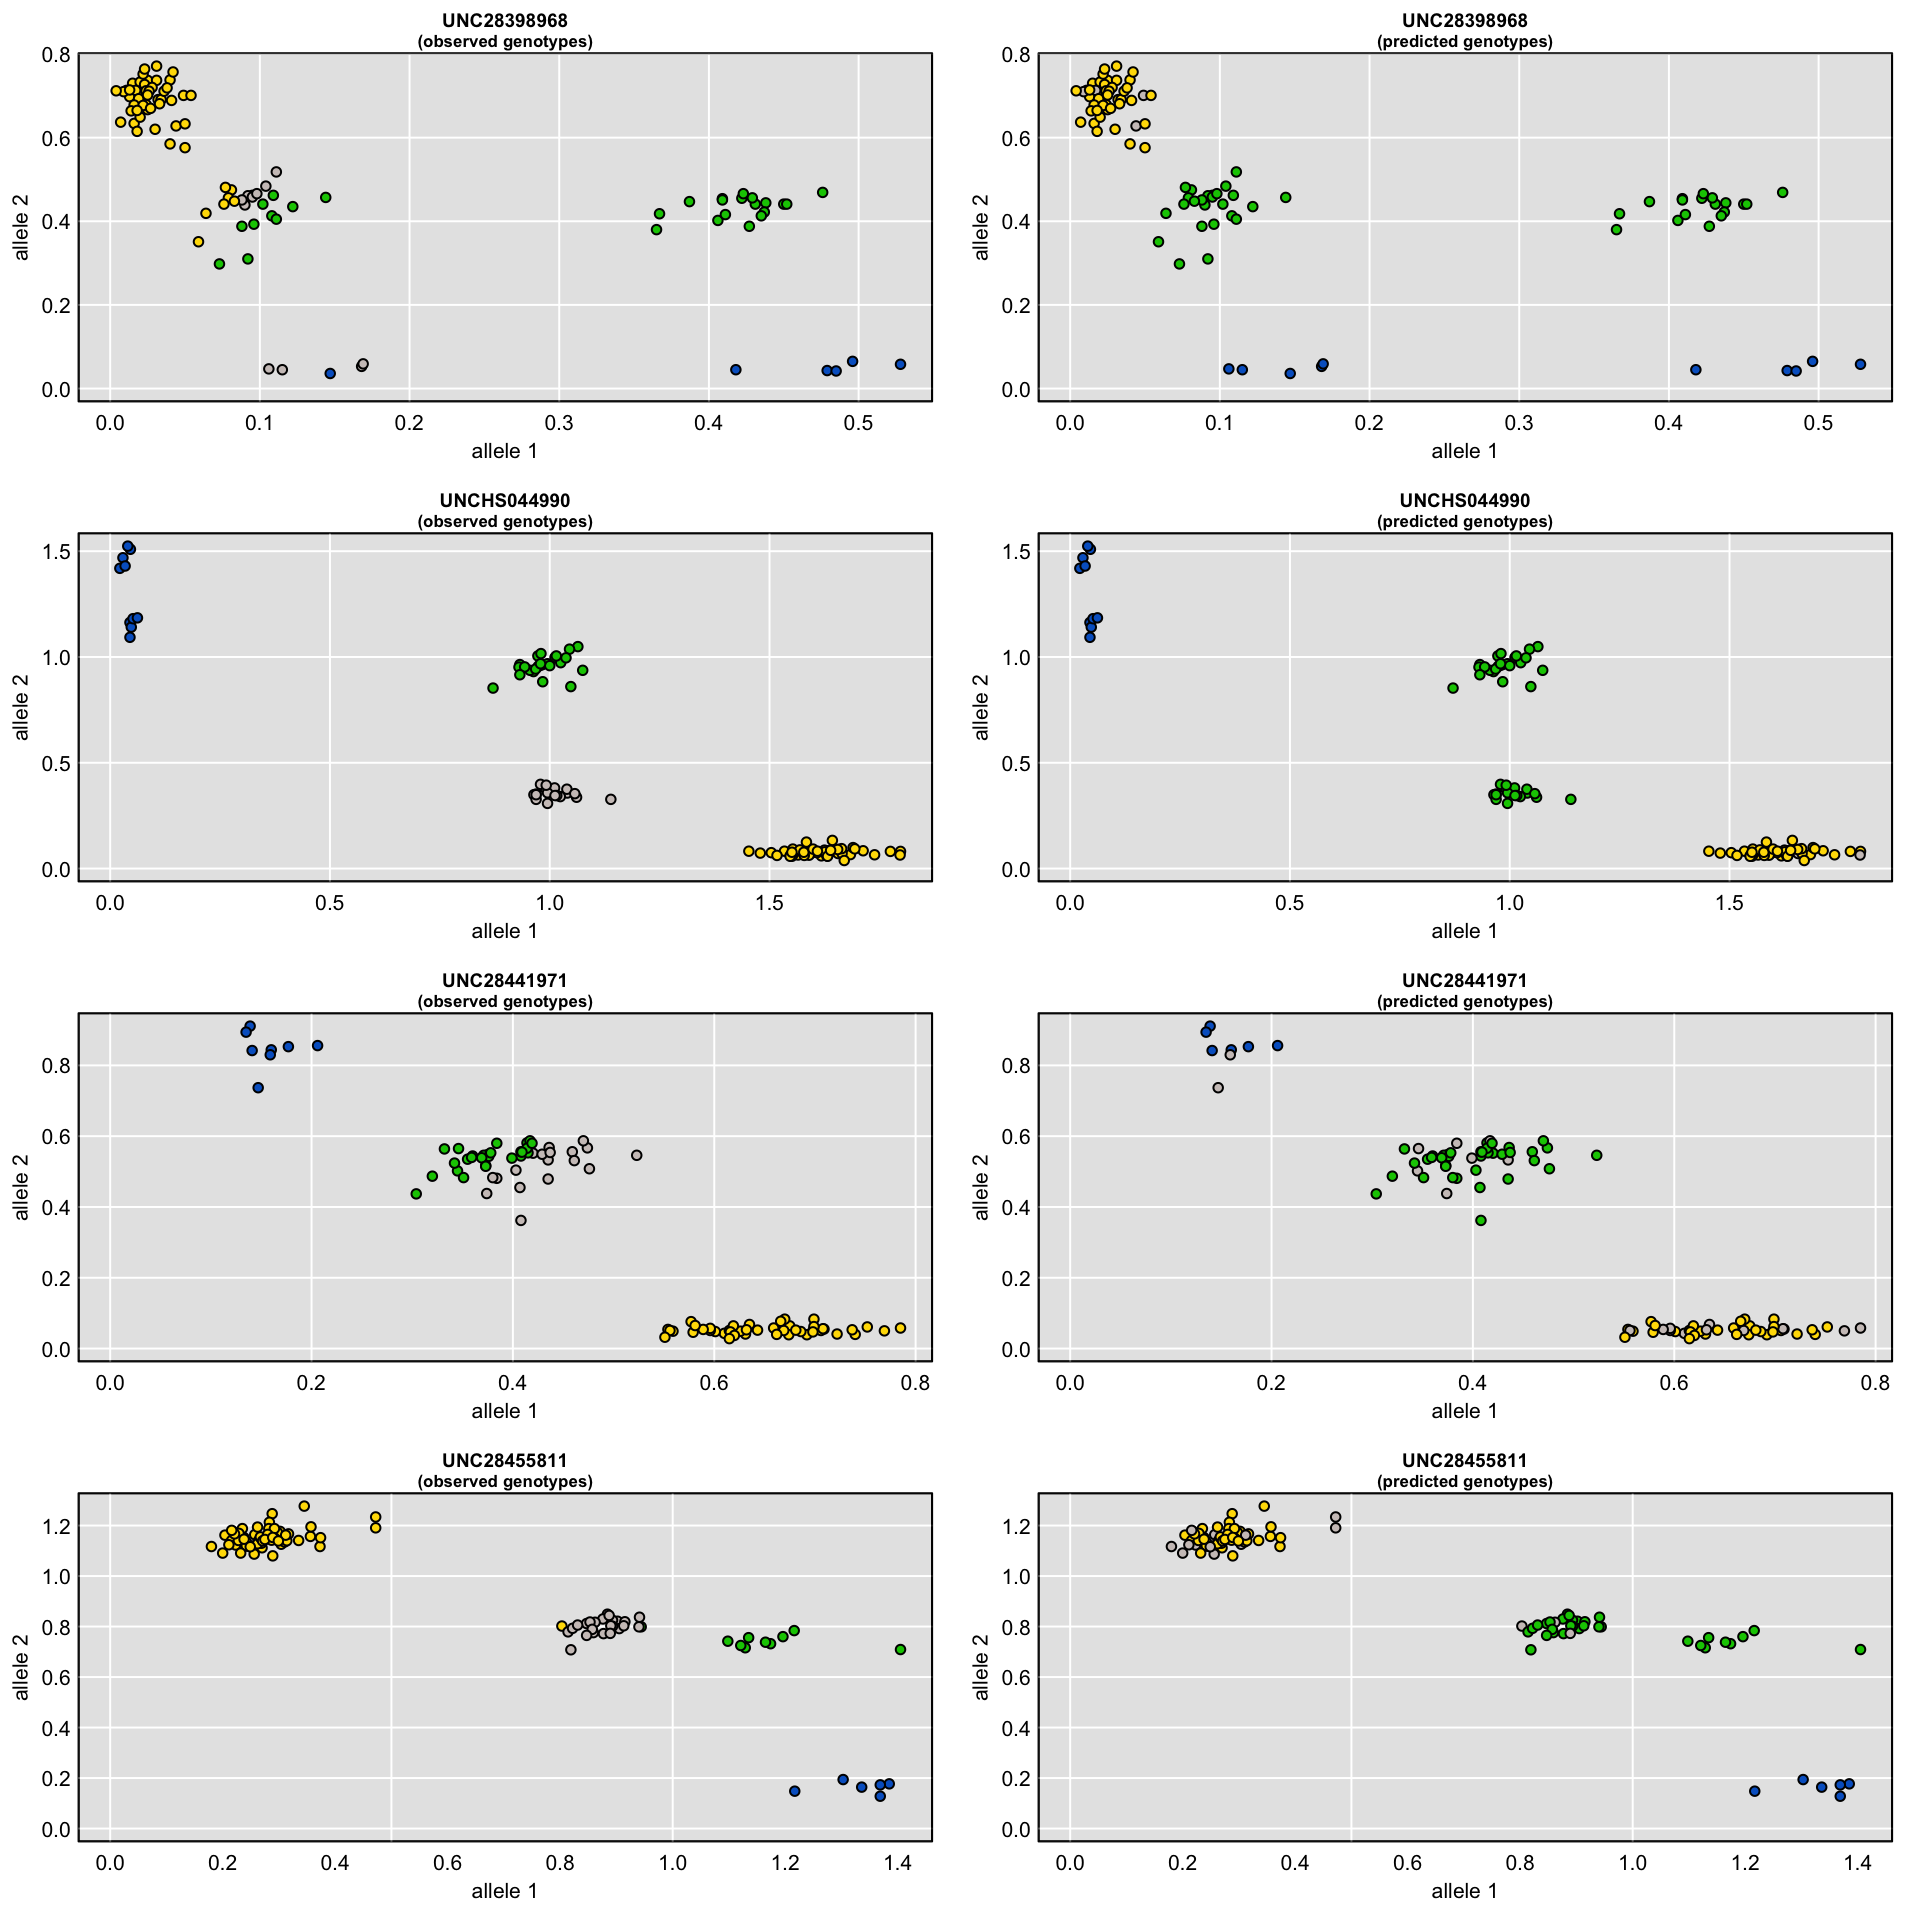 UNC28398968
(observed genotypes)
0.8
0.6
0.4
0.2
0.0
allele 2
0.0 0.1 0.2 0.3 0.4 0.5
allele 1
UNC28398968
(predicted genotypes)
0.8
0.6
0.4
0.2
0.0
allele 2
0.0 0.1 0.2 0.3 0.4 0.5
allele 1
UNCHS044990
(observed genotypes)
1.5
1.0
0.5
0.0
allele 2
0.0 0.5 1.0 1.5
allele 1
UNCHS044990
(predicted genotypes)
1.5
1.0
0.5
0.0
allele 2
0.0 0.5 1.0 1.5
allele 1
UNC28441971
(observed genotypes)
0.8
0.6
0.4
0.2
0.0
allele 2
0.0 0.2 0.4 0.6 0.8
allele 1
UNC28441971
(predicted genotypes)
0.8
0.6
0.4
0.2
0.0
allele 2
0.0 0.2 0.4 0.6 0.8
allele 1
UNC28455811
(observed genotypes)
1.2
1.0
0.8
0.6
0.4
0.2
0.0
allele 2
0.0 0.2 0.4 0.6 0.8 1.0 1.2 1.4
allele 1
UNC28455811
(predicted genotypes)
1.2
1.0
0.8
0.6
0.4
0.2
0.0
allele 2
0.0 0.2 0.4 0.6 0.8 1.0 1.2 1.4
allele 1